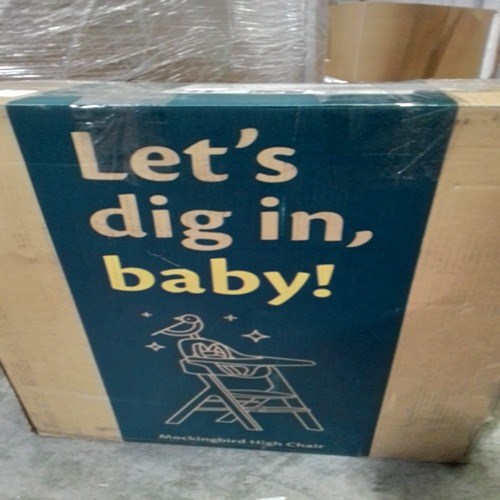 Let's
dig in,
baby!
Mockingbird High Chair